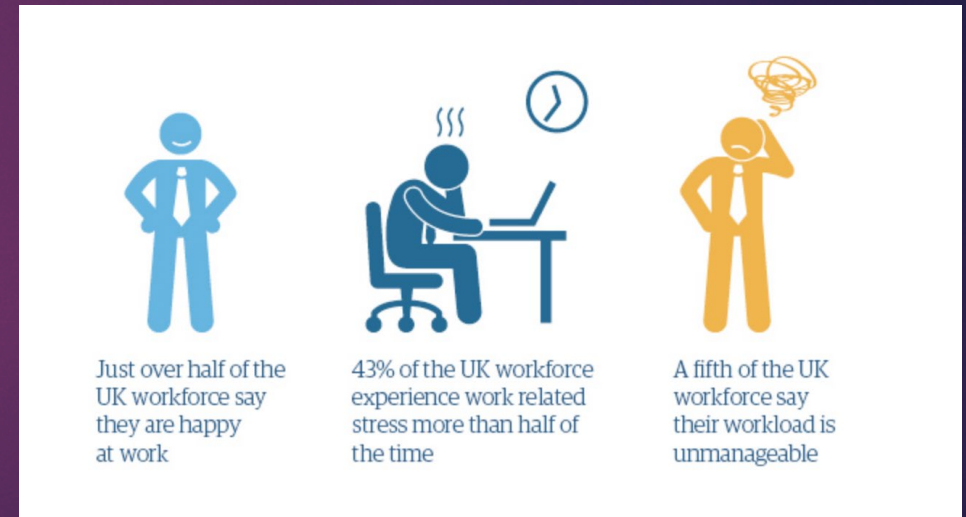 Just over half of the
UK workforce say
they are happy
at work
43% of the UK workforce
experience work related
stress more than half of
the time
A fifth of the UK
workforce say
their workload is
unmanageable